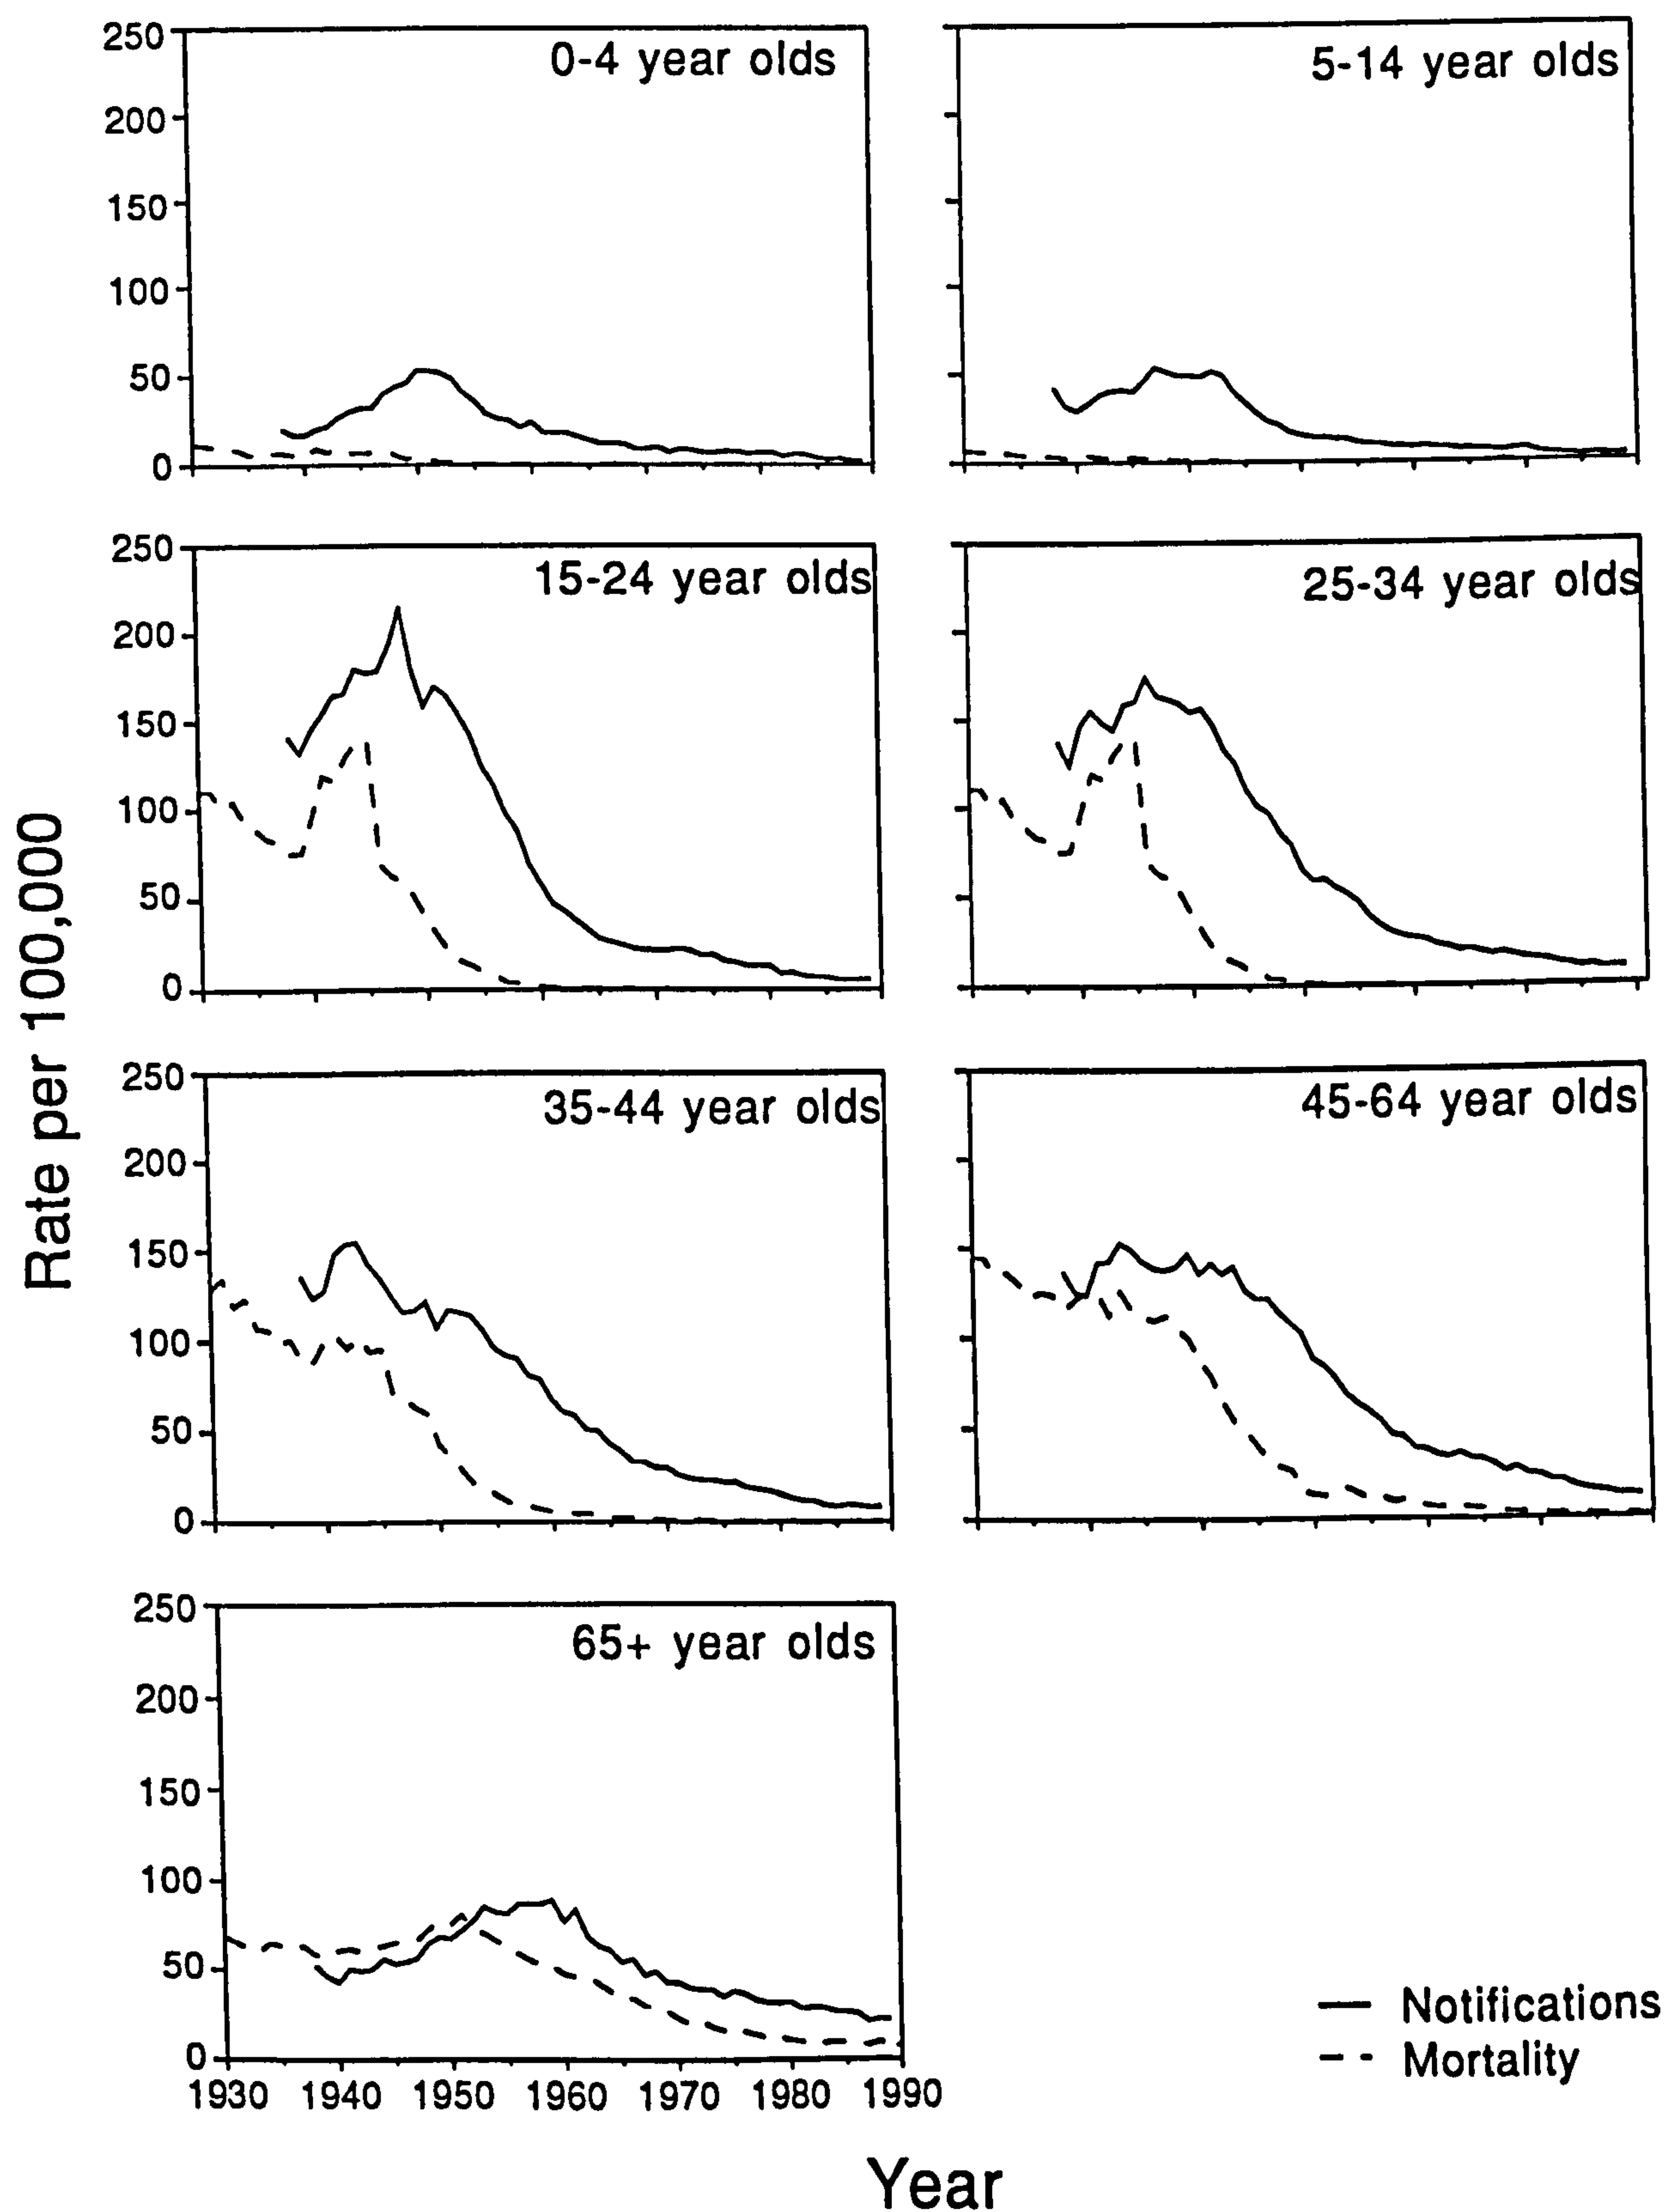 Rate per 100,000
250
200
150
100
50
0
0-4 year olds
5-14 year olds
250
200
150
100
50
0
15-24 year olds
25-34 year olds
250
200
150
100
50
0
35-44 year olds
45-64 year olds
250
200
150
100
50
0
65+ year olds
1930 1940 1950 1960 1970 1980 1990
Year
Notifications
Mortality